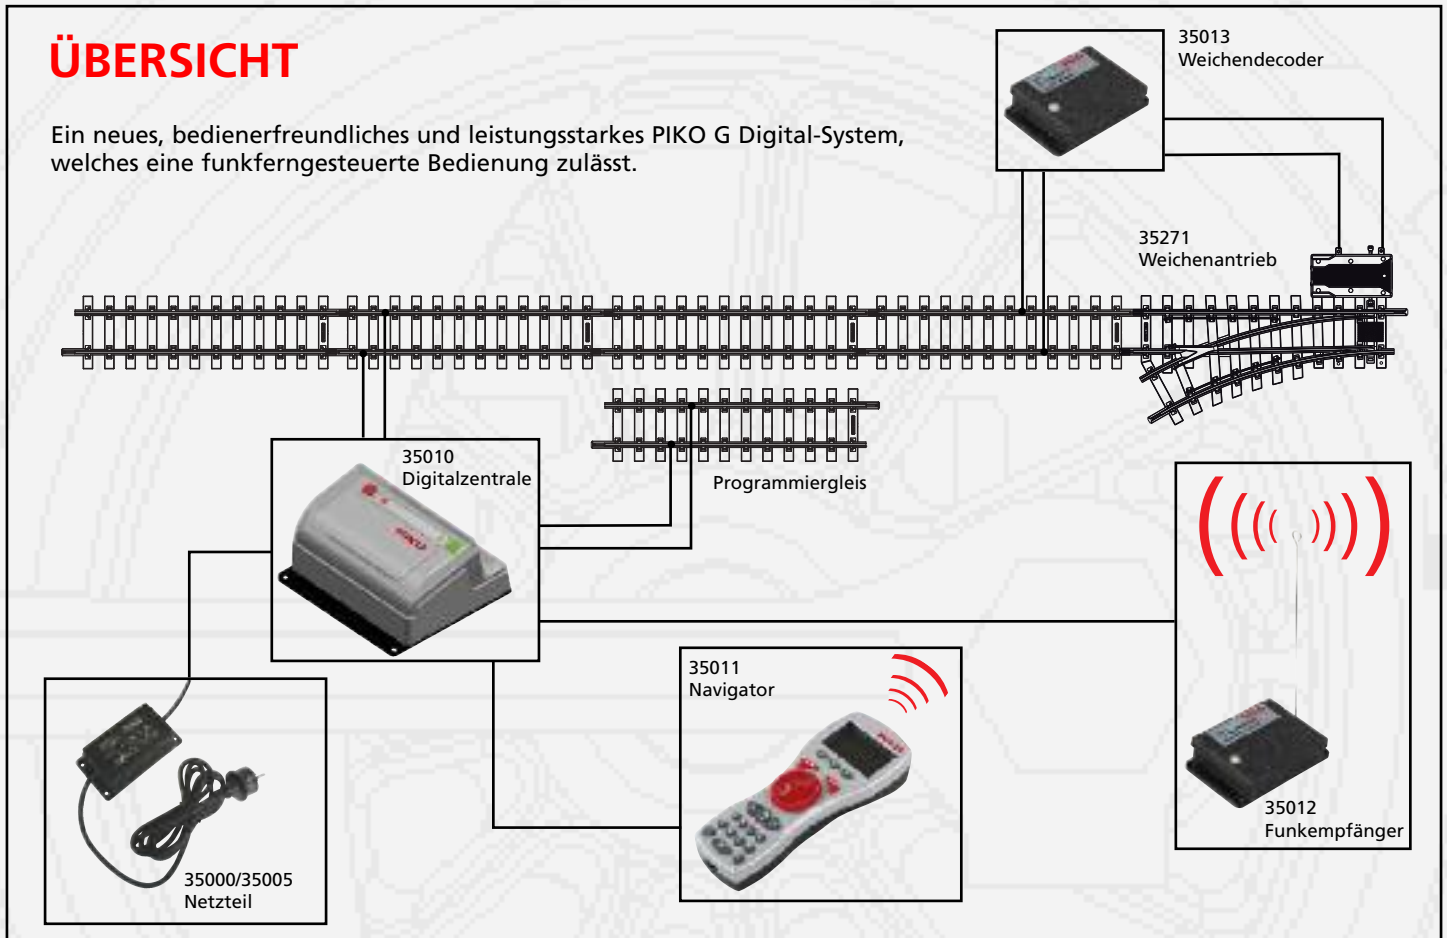 ÜBERSICHT
Ein neues, bedienerfreundliches und leistungsstarkes PIKO G Digital-System,
welches eine funkferngesteuerte Bedienung zulässt.
35013
Weichendecoder
35271
Weichenantrieb
35010
Digitalzentrale
Programmiergleis
35011
Navigator
35012
Funkempfänger
35000/35005
Netzteil